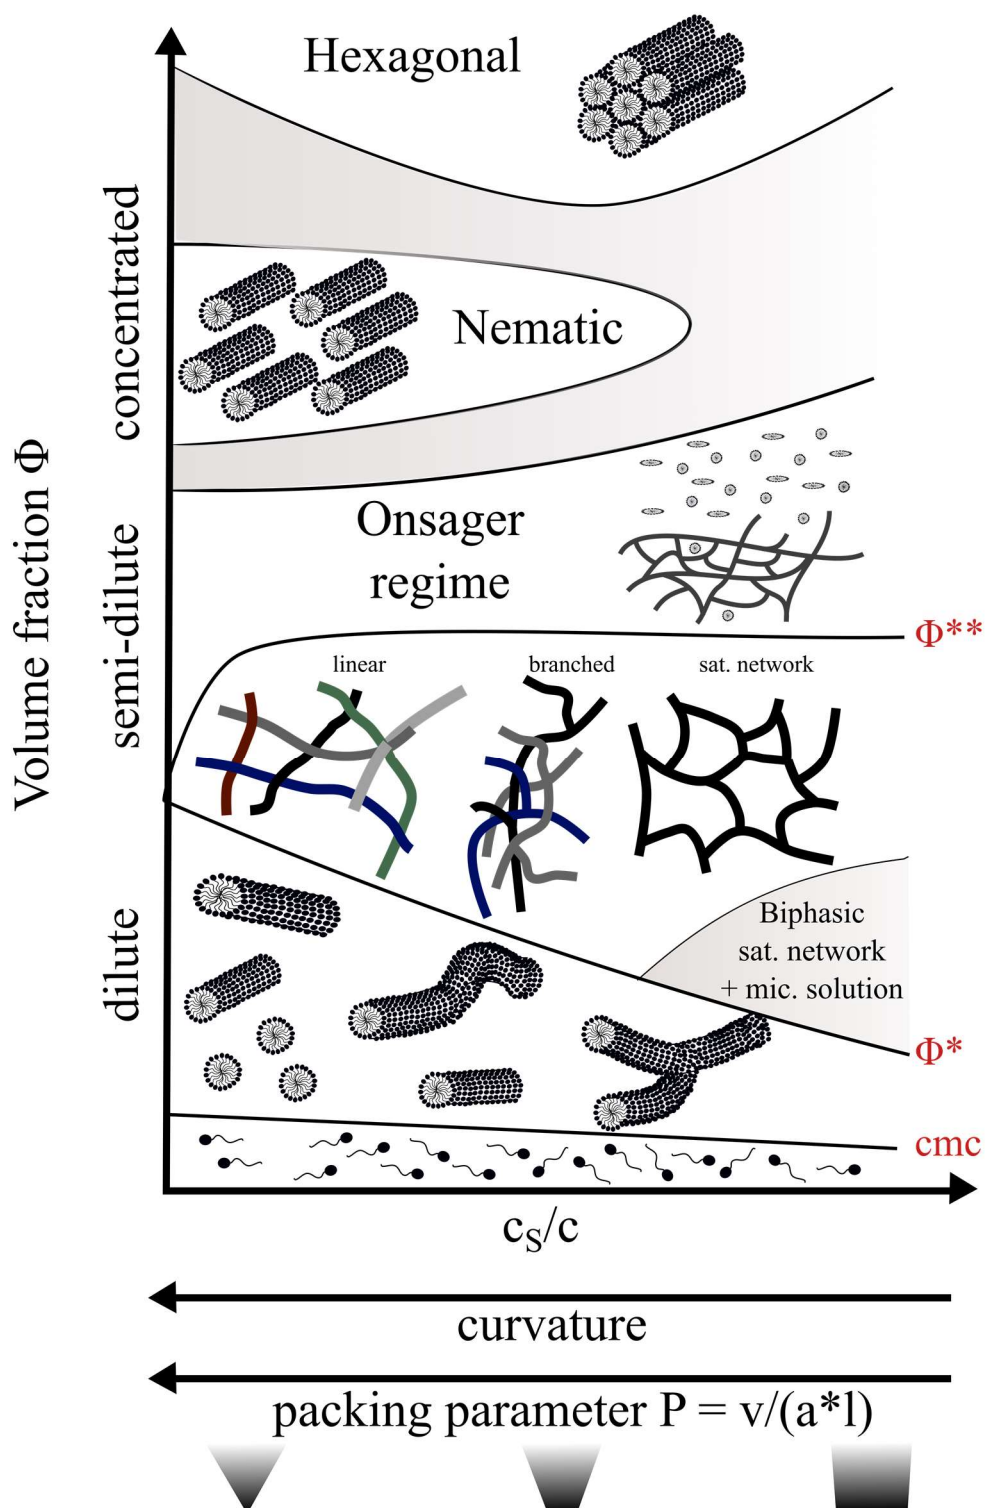 Hexagonal
concentrated
Nematic
Volume fraction Φ
Onsager
regime
semi-dilute
Φ**
linear
branched
sat. network
Biphasic
sat. network
+ mic. solution
dilute
Φ*
cmc
c_S/c
curvature
packing parameter P = v/(a*l)